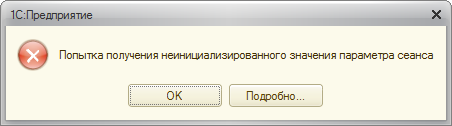 1С:Предприятие
Попытка получения неинициализированного значения параметра сеанса
OK
Подробно...